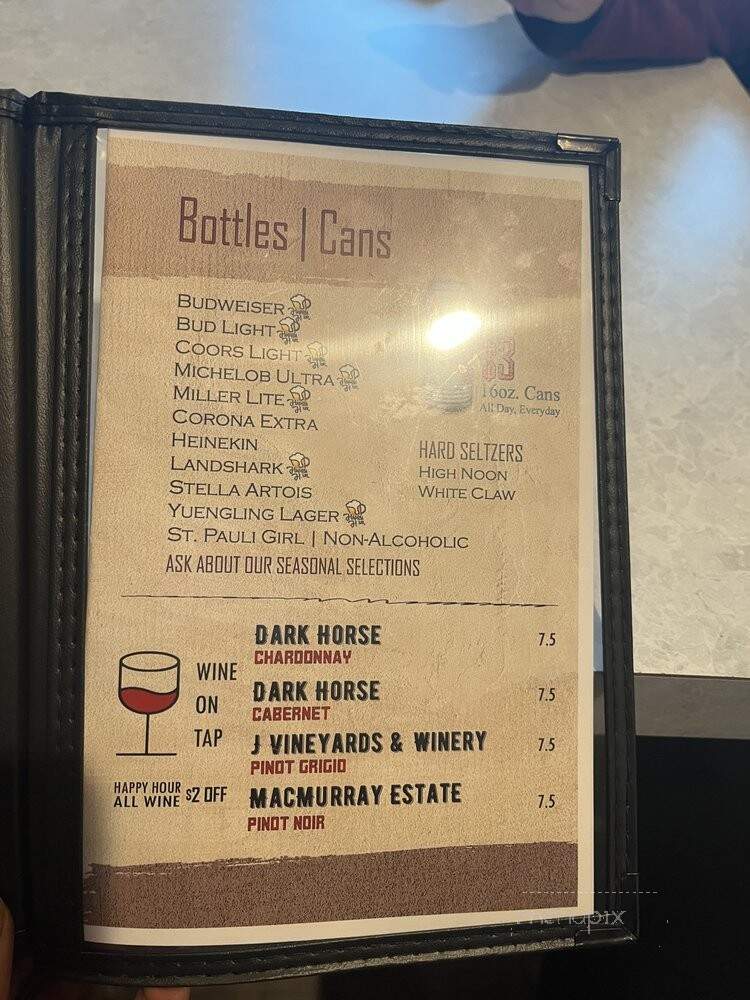 Bottles | Cans
BUDWEISER
BUD LIGHT
COORS LIGHT
MICHELOB ULTRA
MILLER LITE
CORONA EXTRA
HEINEKIN
LANDSHARK
STELLA ARTOIS
YUENGLING LAGER
ST. PAULI GIRL | NON-ALCOHOLIC
ASK ABOUT OUR SEASONAL SELECTIONS
$3
16oz. Cans
All Day, Everyday
HARD SELTZERS
HIGH NOON
WHITE CLAW
WINE
ON
TAP
HAPPY HOUR
ALL WINE $2 OFF
DARK HORSE 7.5
CHARDONNAY
DARK HORSE 7.5
CABERNET
J VINEYARDS & WINERY 7.5
PINOT GRIGIO
MACMURRAY ESTATE 7.5
PINOT NOIR